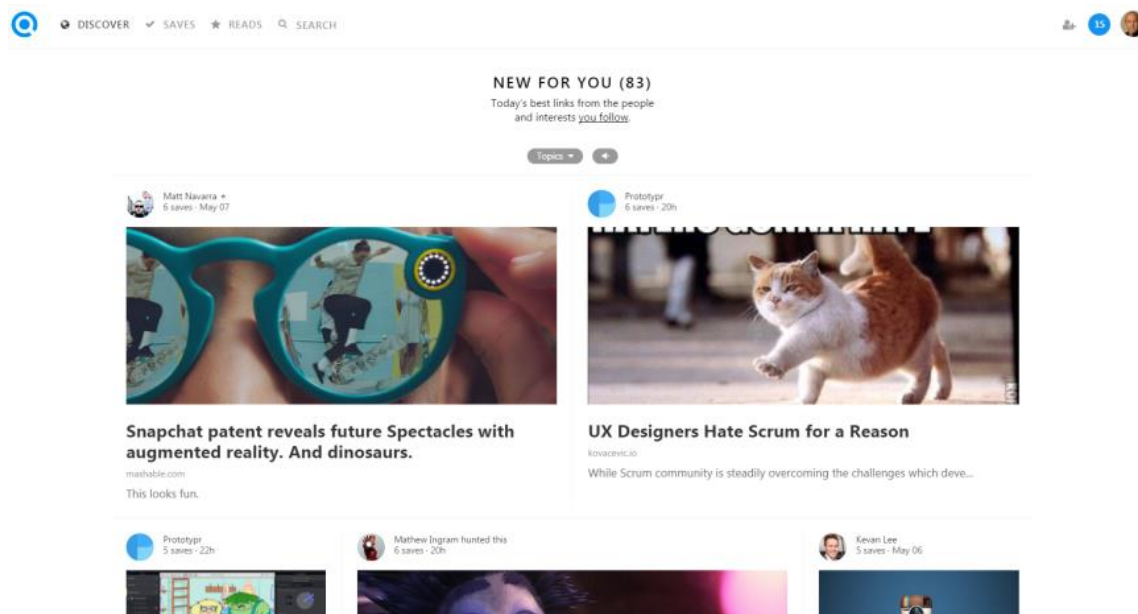 DISCOVER SAVES READS SEARCH
15
NEW FOR YOU (83)
Today's best links from the people
and interests you follow.
Topics
Matt Navarra +
6 saves · May 07
Prototypr
6 saves · 20h
Snapchat patent reveals future Spectacles with
augmented reality. And dinosaurs.
mashable.com
This looks fun.
UX Designers Hate Scrum for a Reason
kovacevic.io
While Scrum community is steadily overcoming the challenges which deve...
Prototypr
5 saves · 22h
Mathew Ingram hunted this
6 saves · 20h
Kevan Lee
5 saves · May 06